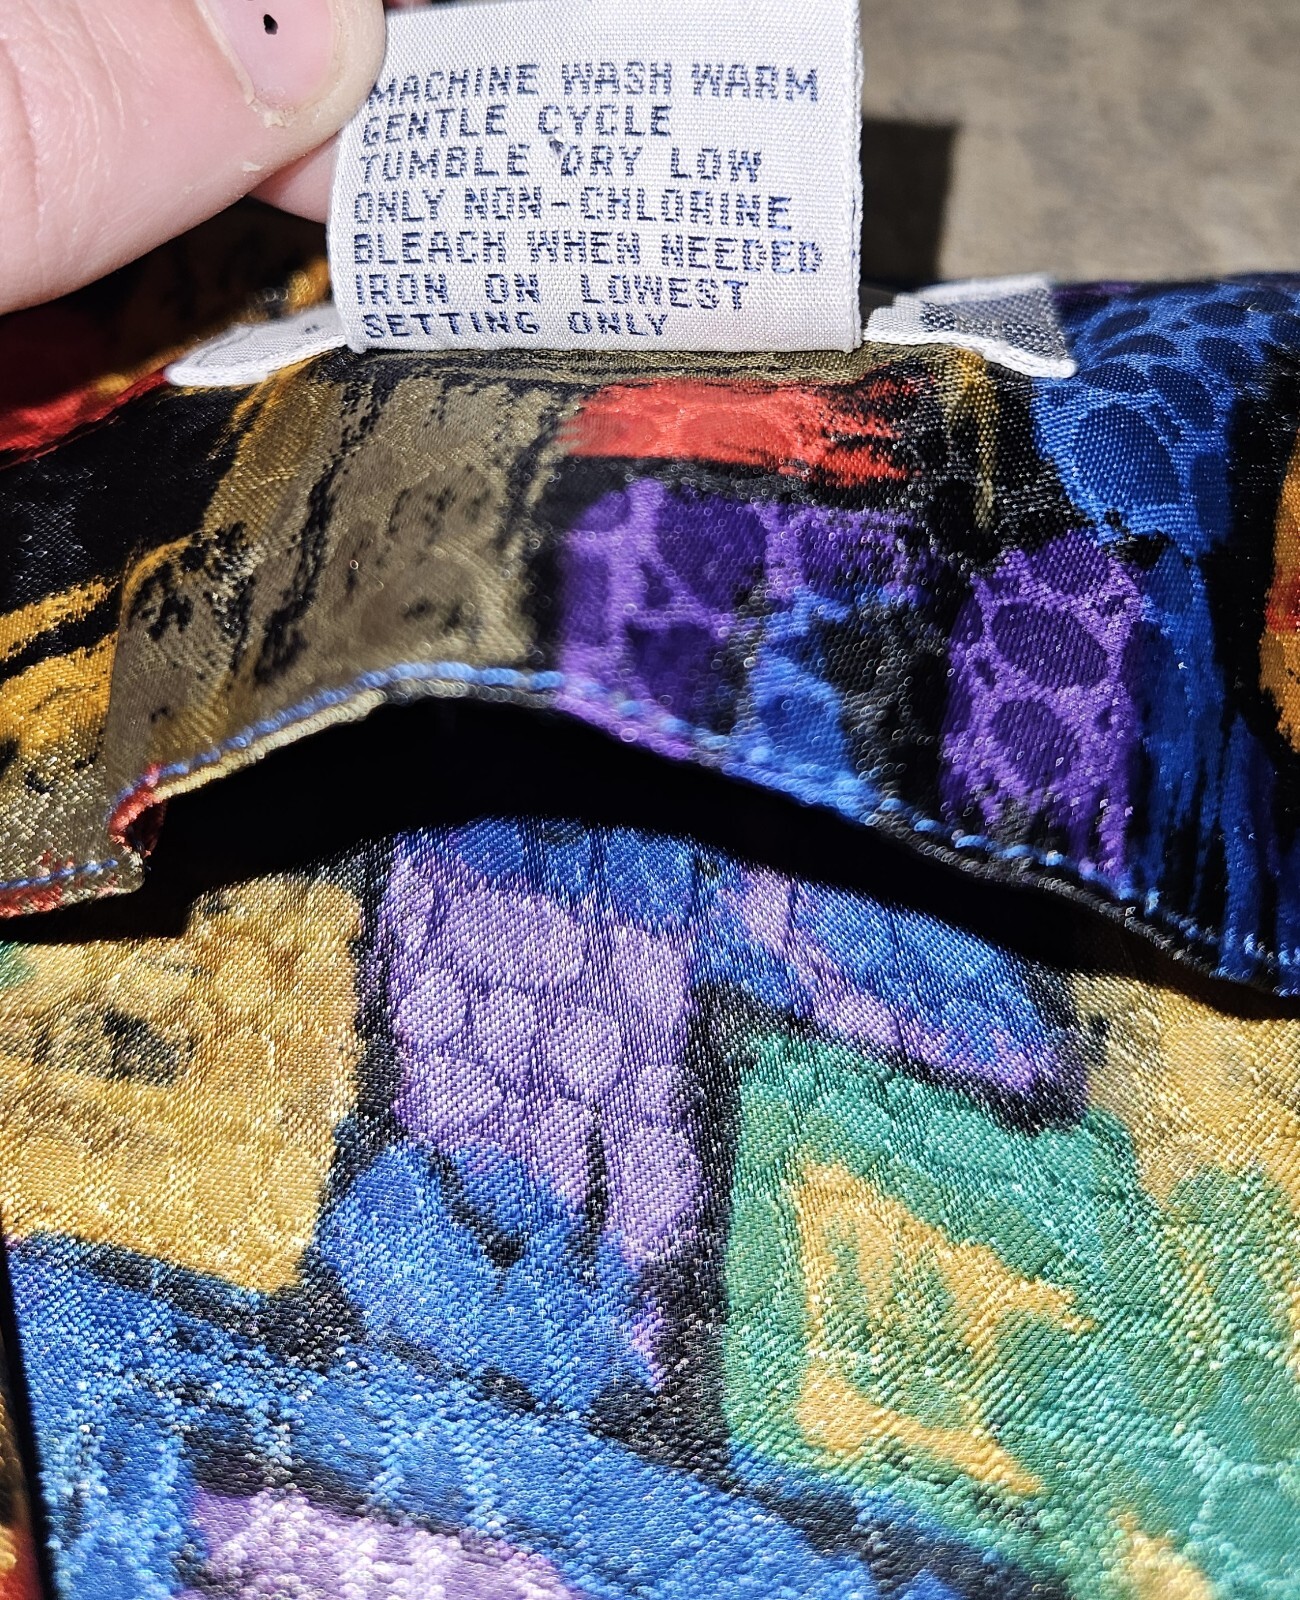 MACHINE WASH WARM
GENTLE CYCLE
TUMBLE DRY LOW
ONLY NON-CHLORINE
BLEACH WHEN NEEDED
IRON ON LOWEST
SETTING ONLY